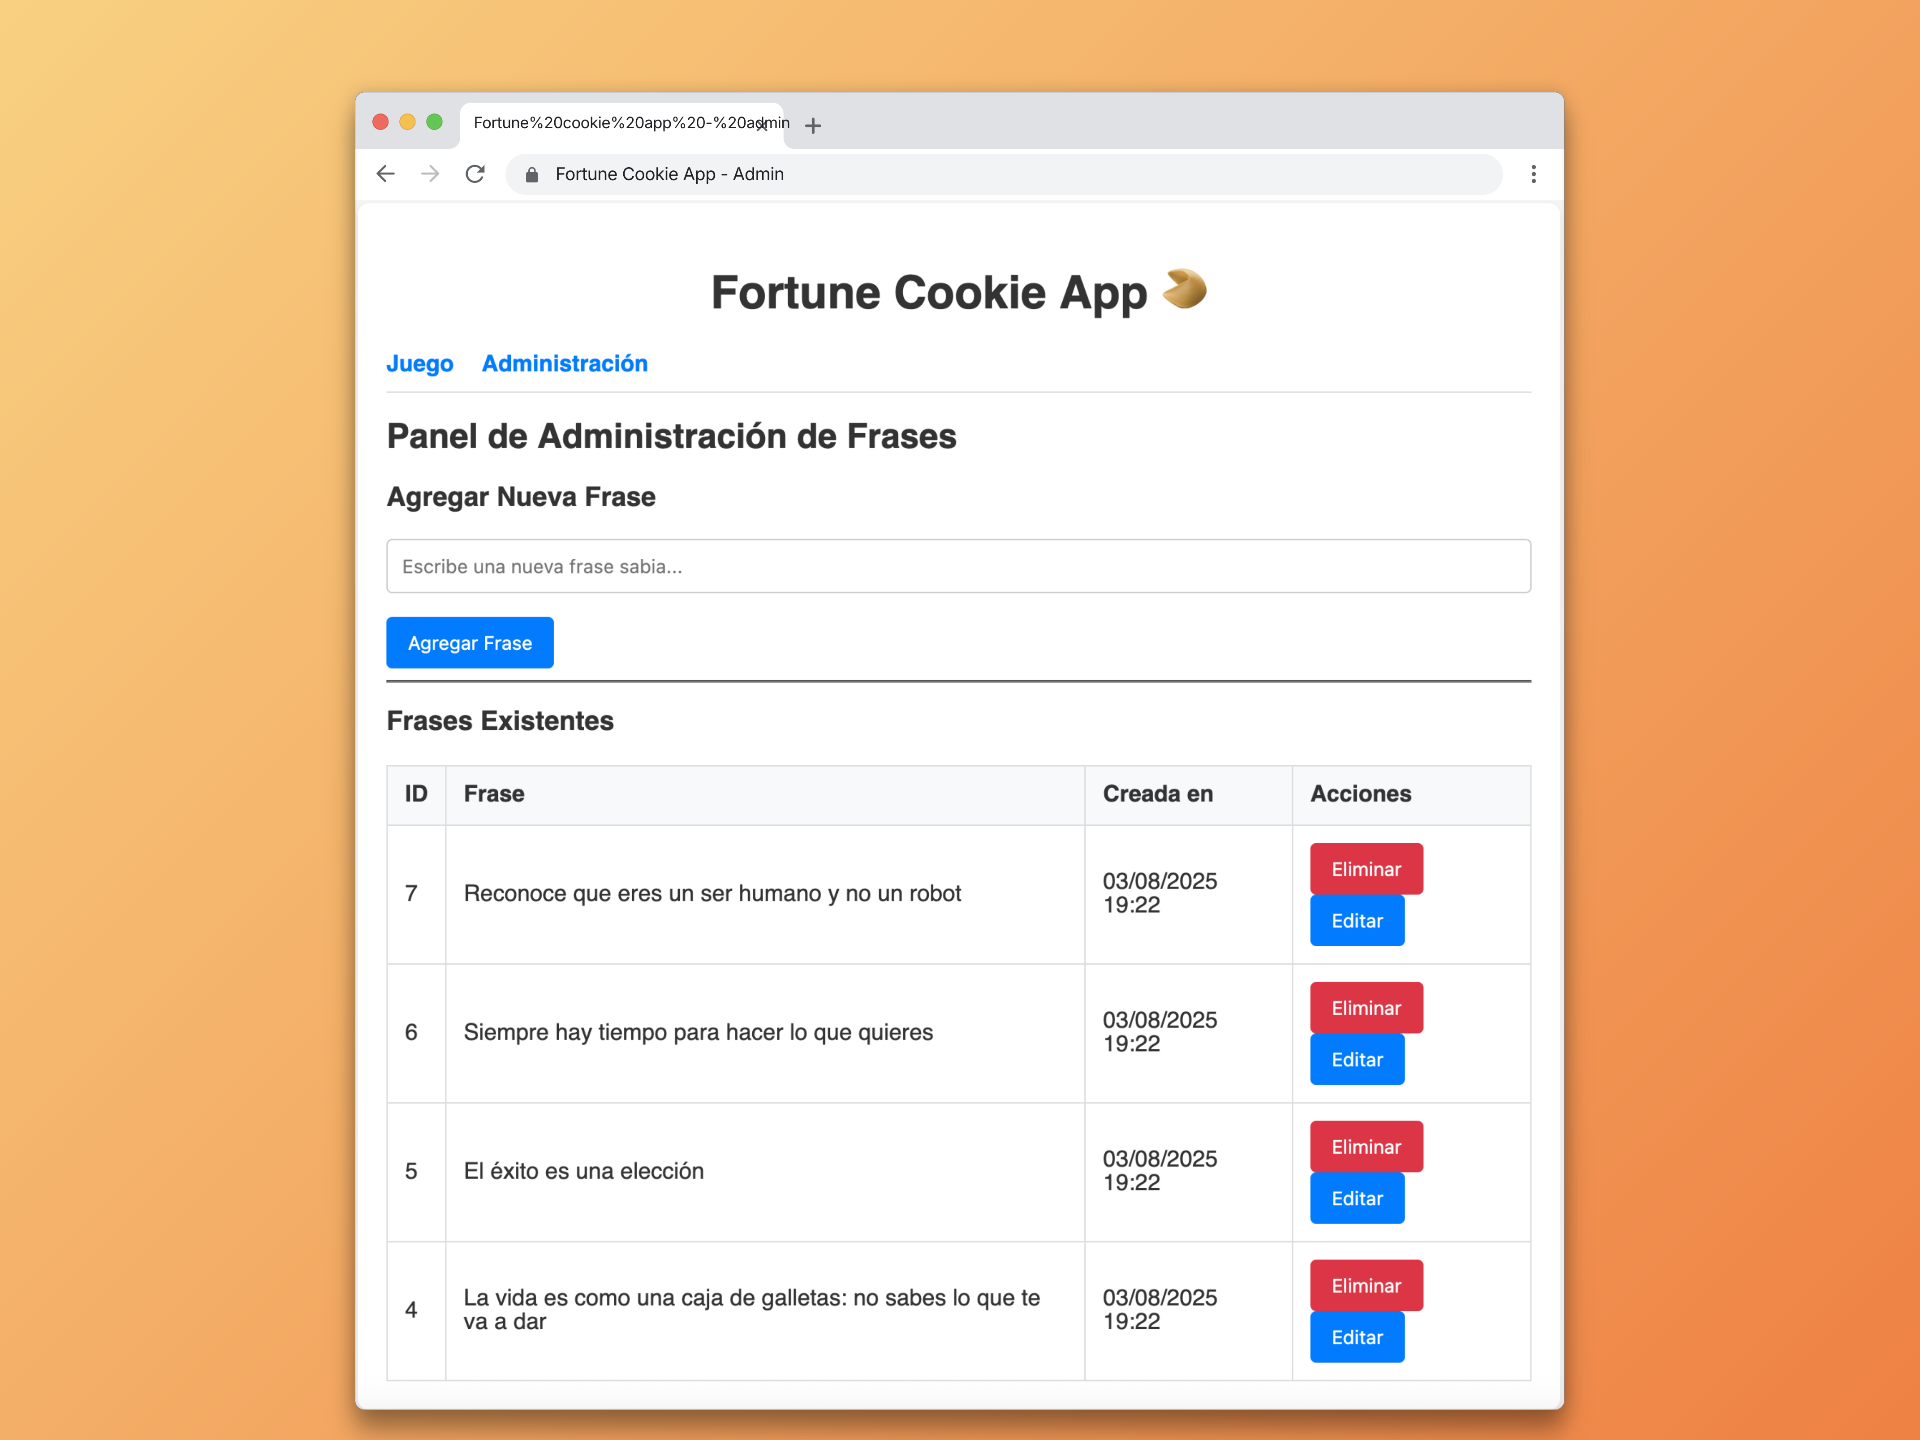 Fortune%20cookie%20app%20-%20admin
Fortune Cookie App - Admin
Fortune Cookie App
Juego Administración
Panel de Administración de Frases
Agregar Nueva Frase
Escribe una nueva frase sabia...
Agregar Frase
Frases Existentes
ID Frase Creada en Acciones
7 Reconoce que eres un ser humano y no un robot 03/08/2025
19:22
Eliminar
Editar
6 Siempre hay tiempo para hacer lo que quieres 03/08/2025
19:22
Eliminar
Editar
5 El éxito es una elección 03/08/2025
19:22
Eliminar
Editar
4 La vida es como una caja de galletas: no sabes lo que te
va a dar
03/08/2025
19:22
Eliminar
Editar